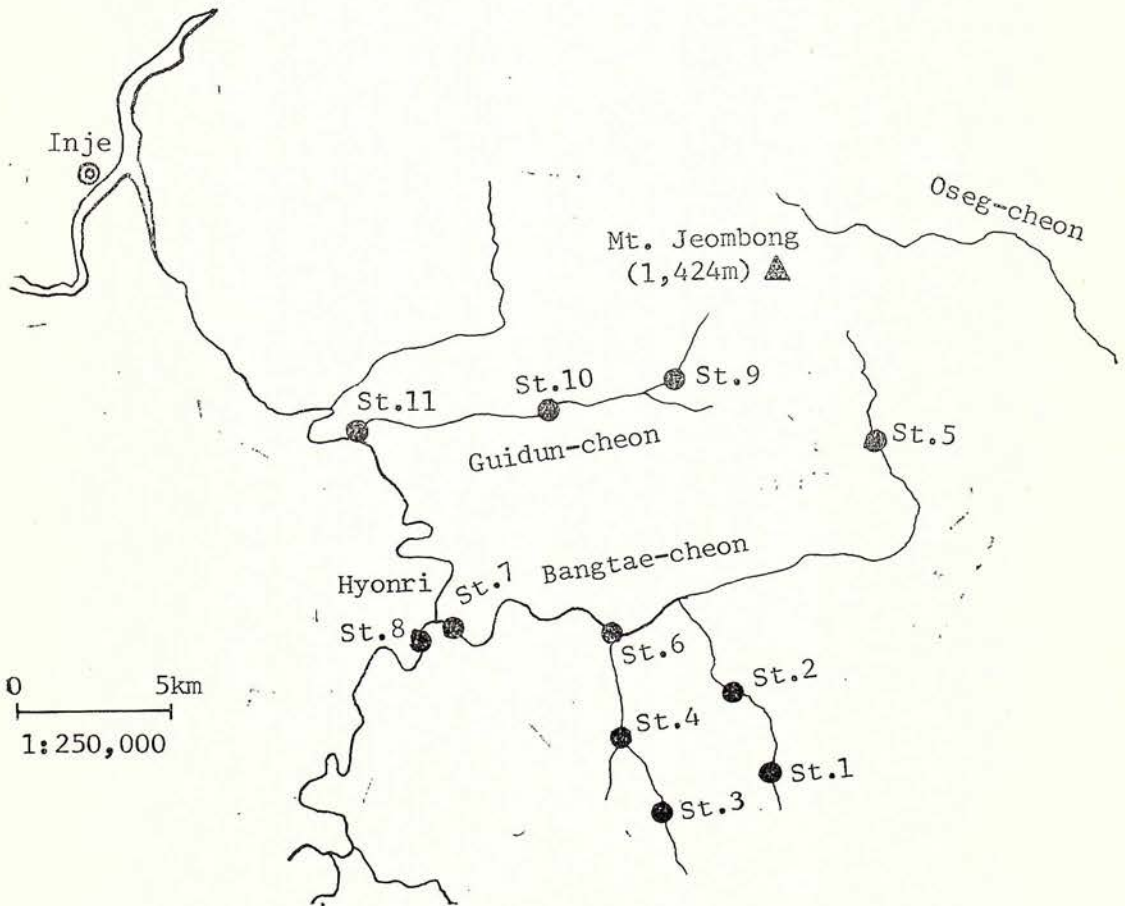 Inje
Oseg-cheon
Mt. Jeombong
(1,424m)
St.9
St.10
St.11
St.5
Guidun-cheon
Bangtae-cheon
Hyonri
St.7
St.8
St.6
St.2
St.4
St.1
St.3
0 5km
1:250,000